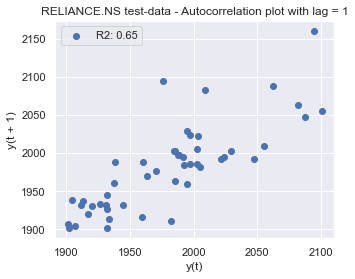 RELIANCE.NS test-data - Autocorrelation plot with lag = 1
R2: 0.65
2150
2100
2050
2000
1950
1900
y(t + 1)
1900
1950
2000
2050
2100
y(t)